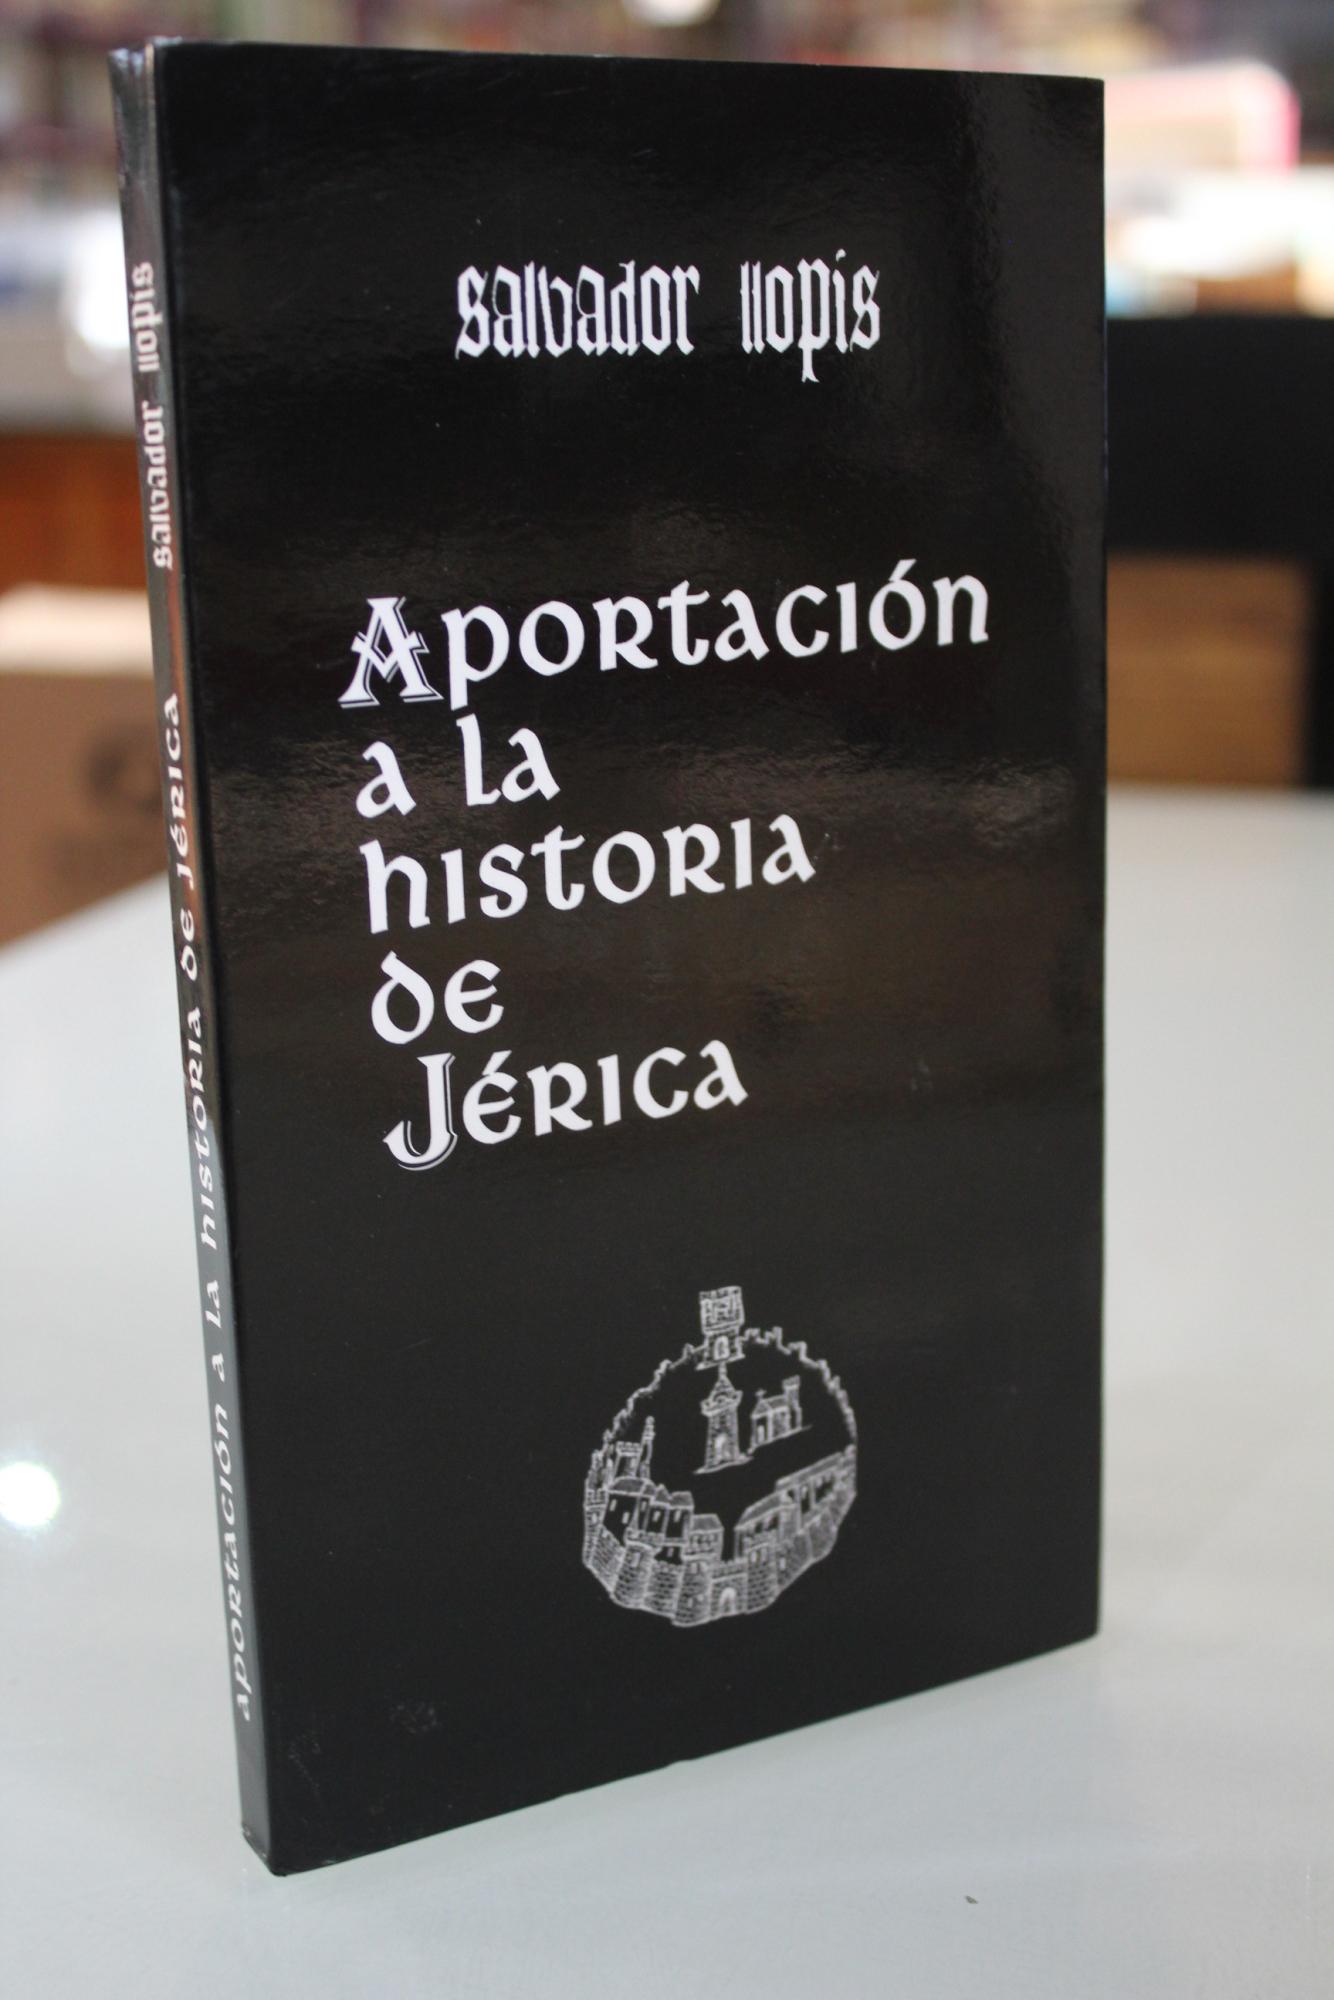 salvador llopis
Aportación
a la
historia
de
Jérica
aportación a la historia de Jérica salvador llopis